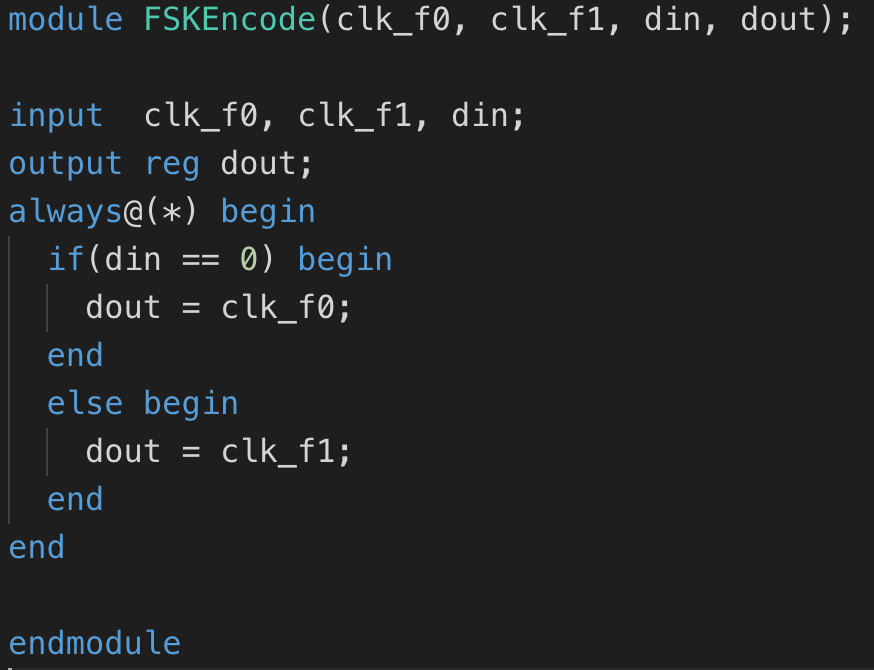 module FSKEncode(clk_f0, clk_f1, din, dout);
input  clk_f0, clk_f1, din;
output reg dout;
always@(*) begin
if(din == 0) begin
dout = clk_f0;
end
else begin
dout = clk_f1;
end
end
endmodule